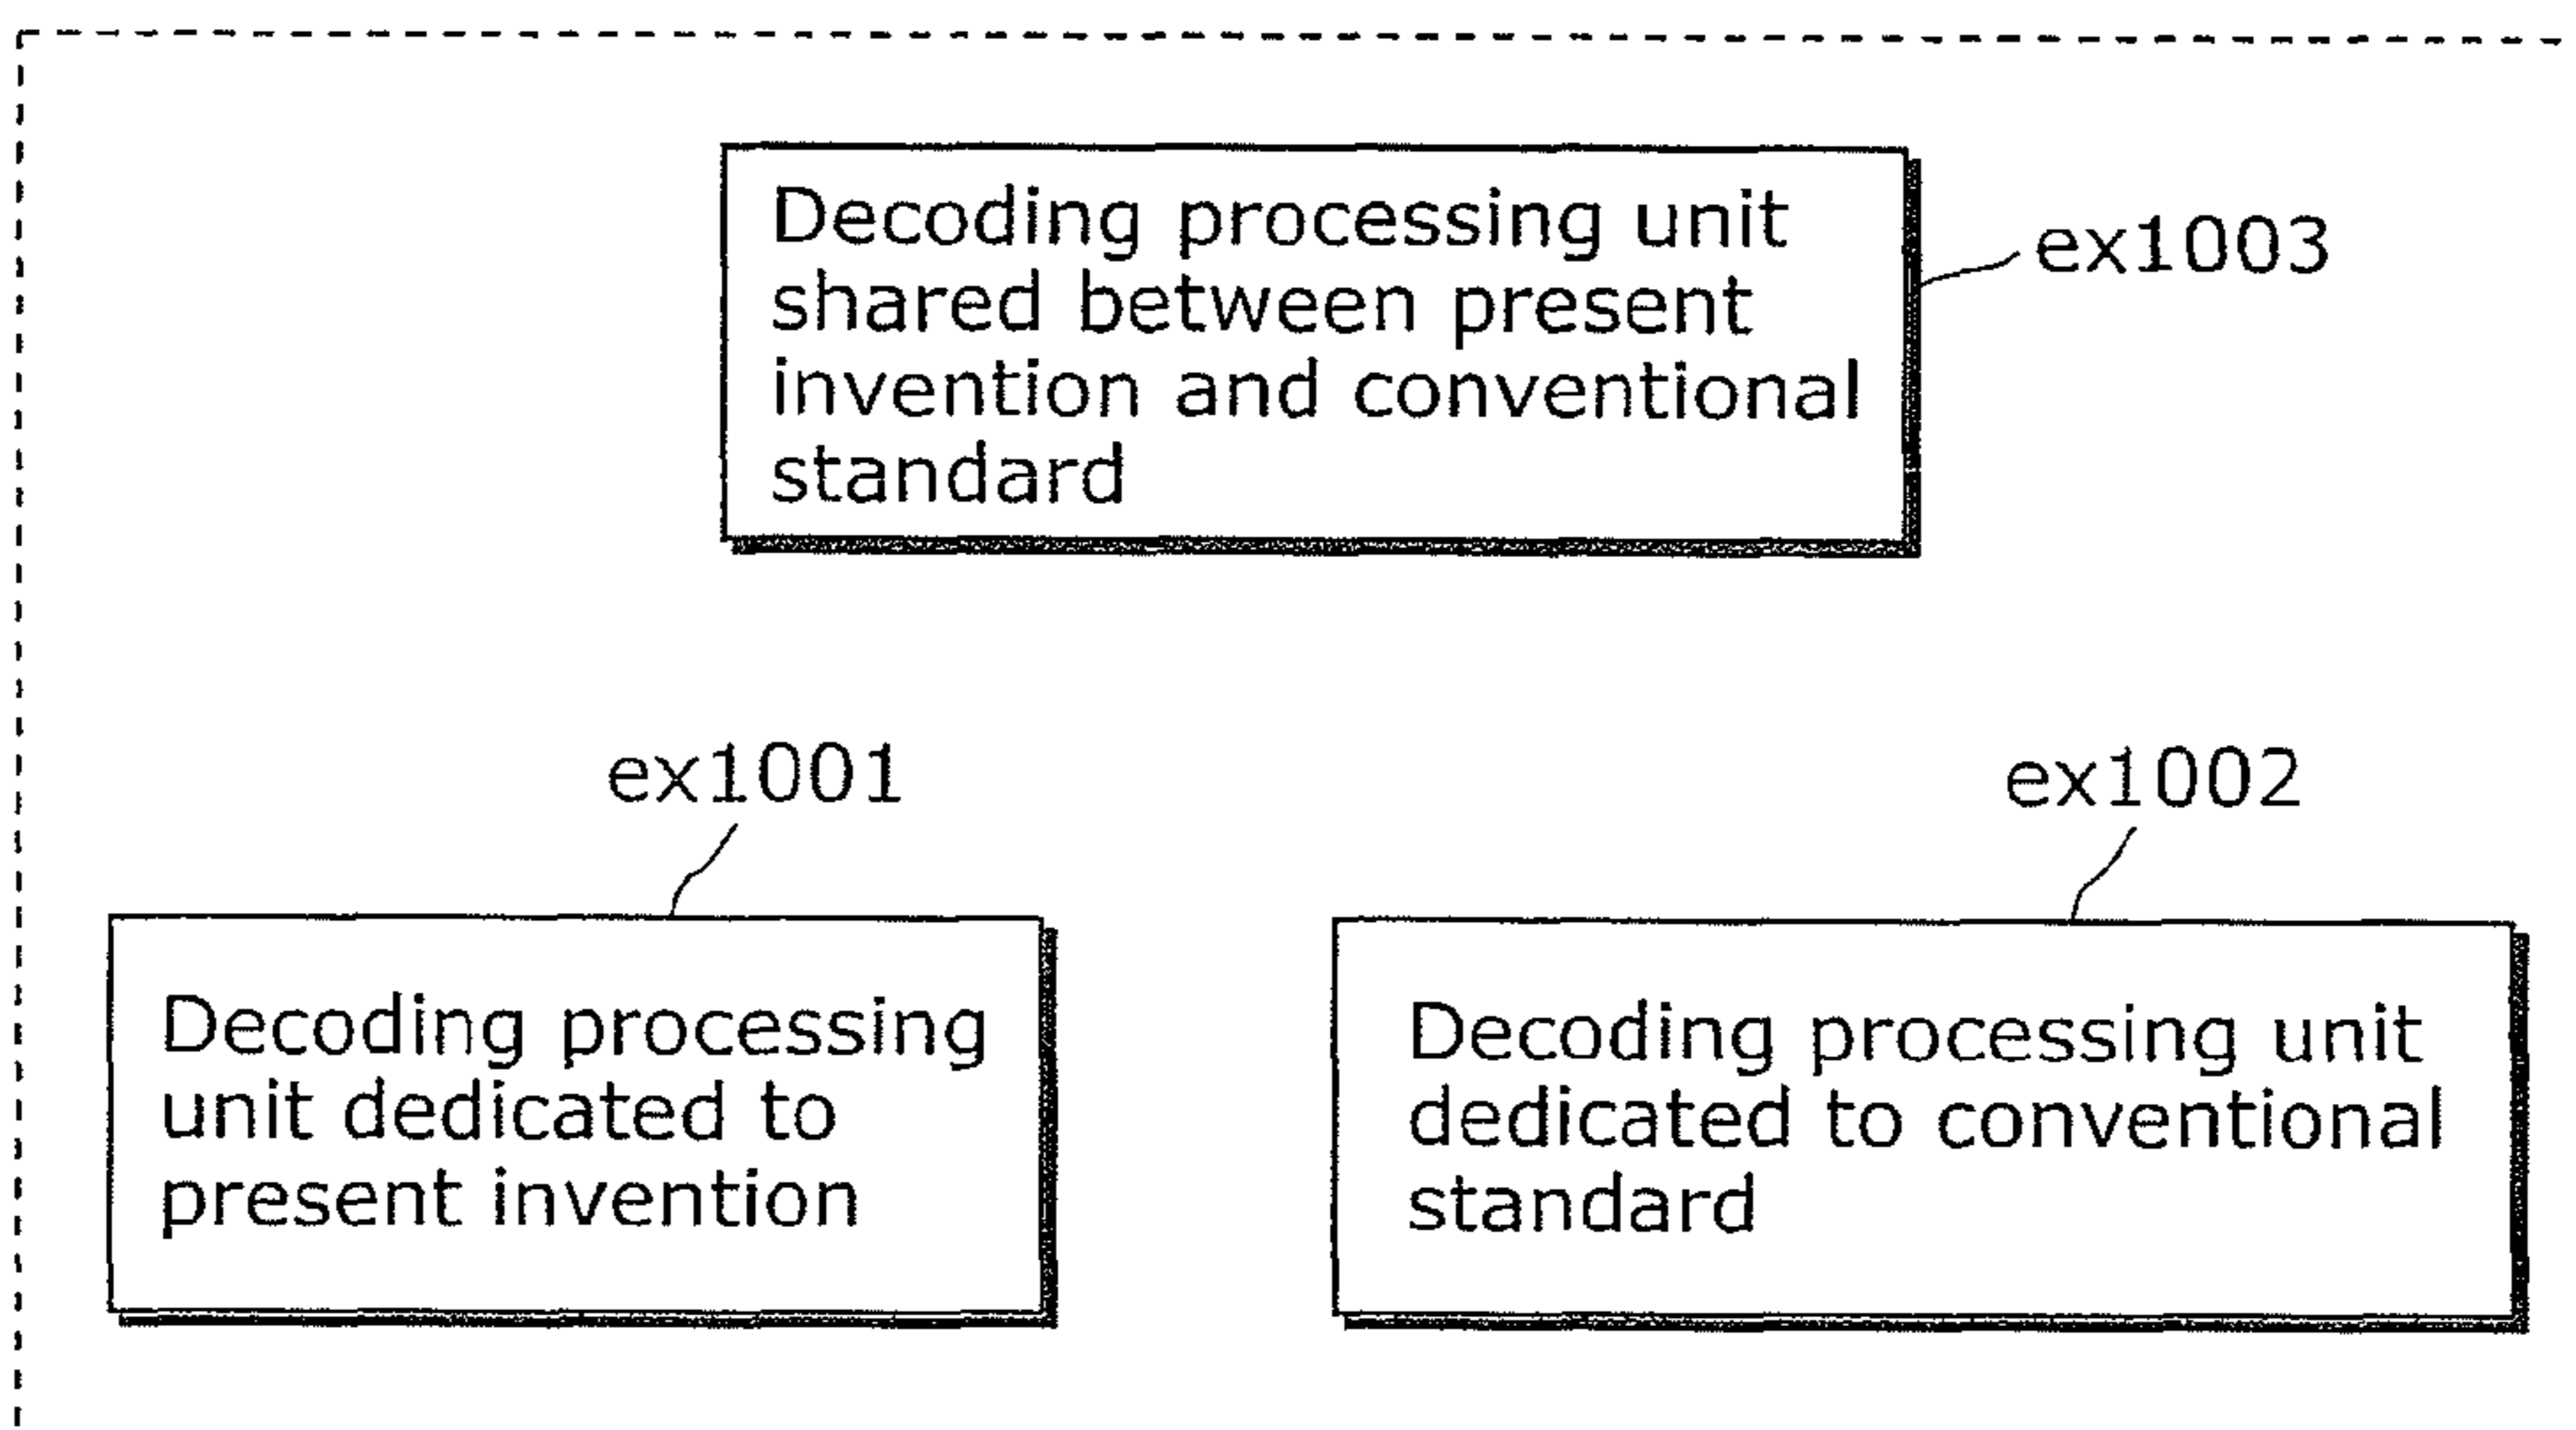 Decoding processing unit
shared between present
invention and conventional
standard
ex1003
ex1001
Decoding processing
unit dedicated to
present invention
ex1002
Decoding processing unit
dedicated to conventional
standard